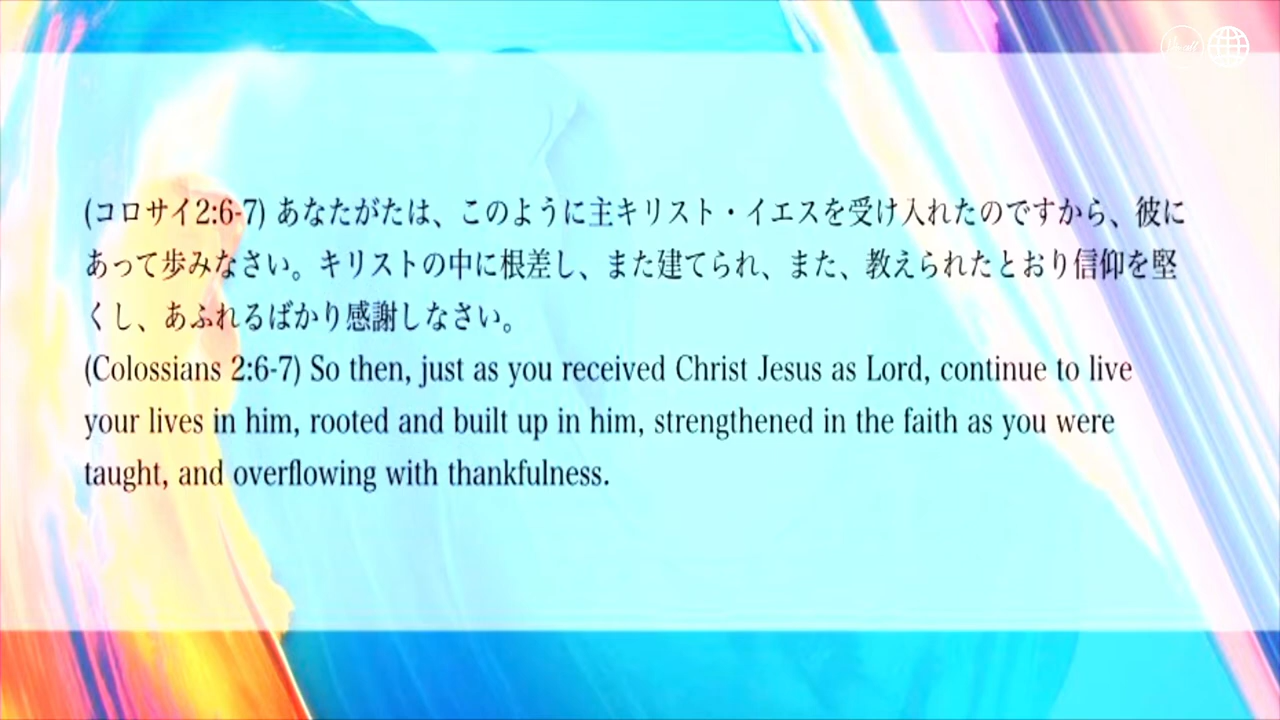 (コロサイ2:6-7) あなたがたは、このように主キリスト・イエスを受け入れたのですから、彼に
あって歩みなさい。キリストの中に根差し、また建てられ、また、教えられたとおり信仰を堅
くし、あふれるばかり感謝しなさい。
(Colossians 2:6-7) So then, just as you received Christ Jesus as Lord, continue to live
your lives in him, rooted and built up in him, strengthened in the faith as you were
taught, and overflowing with thankfulness.